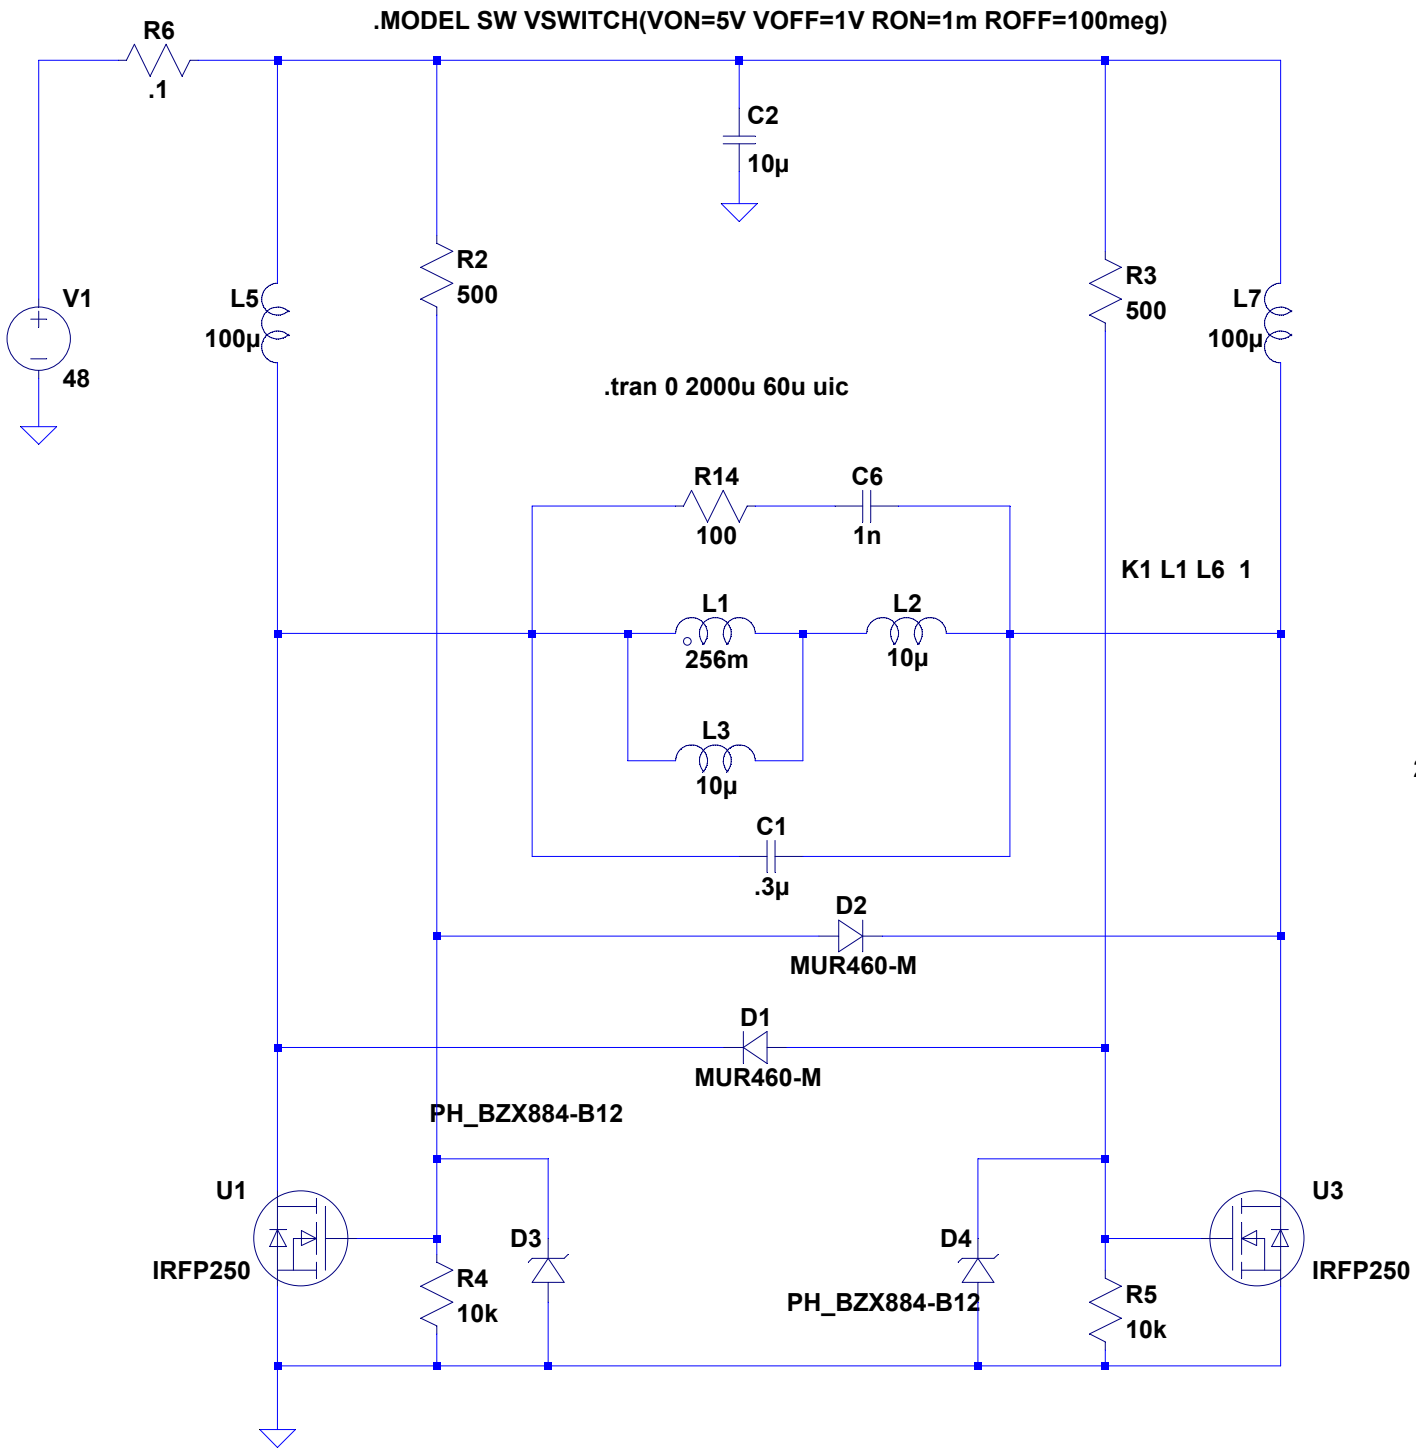 .MODEL SW VSWITCH(VON=5V VOFF=1V RON=1m ROFF=100meg)
R6
.1
C2
10µ
R2
500
R3
500
V1
48
L5
100µ
L7
100µ
.tran 0 2000u 60u uic
R14
100
C6
1n
K1 L1 L6 1
L1
256m
L2
10µ
L3
10µ
C1
.3µ
D2
MUR460-M
D1
MUR460-M
PH_BZX884-B12
U1
IRFP250
D3
R4
10k
D4
PH_BZX884-B12
R5
10k
U3
IRFP250